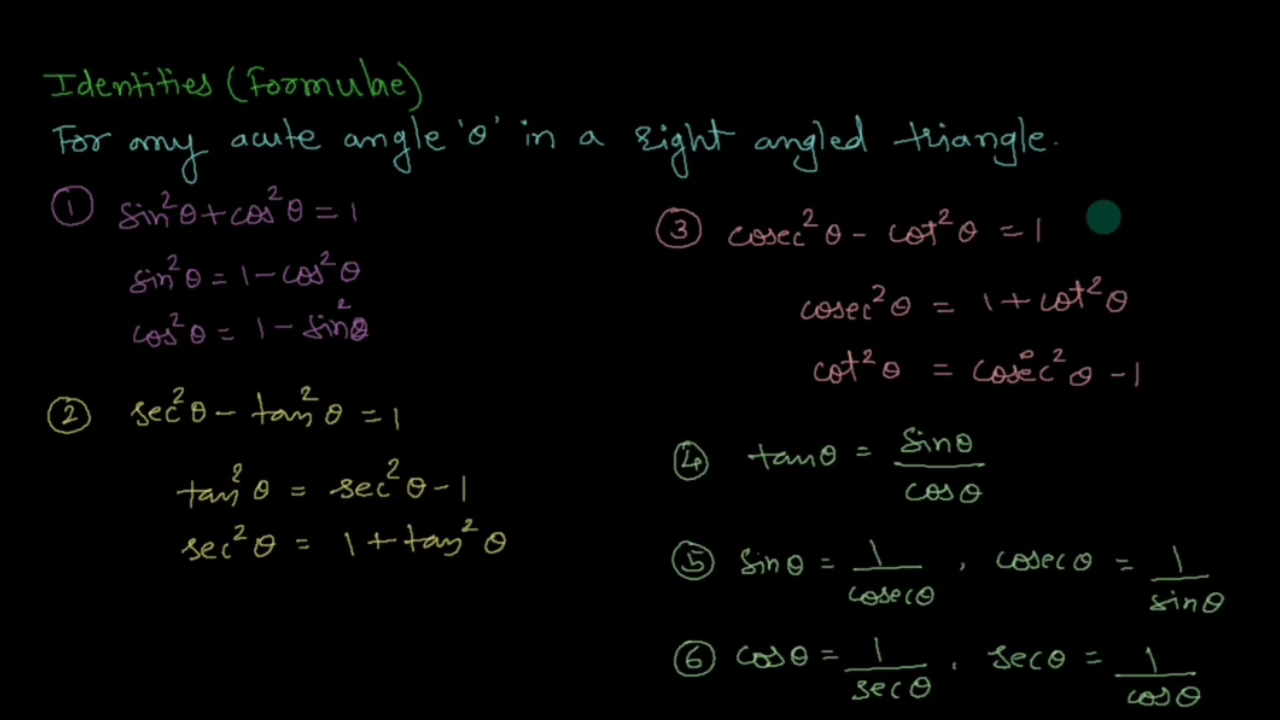 Identities (Formulae)
For any acute angle 'θ' in a right angled triangle.
① sin²θ + cos²θ = 1
sin²θ = 1 - cos²θ
cos²θ = 1 - sin²θ
② sec²θ - tan²θ = 1
tan²θ = sec²θ - 1
sec²θ = 1 + tan²θ
③ cosec²θ - cot²θ = 1
cosec²θ = 1 + cot²θ
cot²θ = cosec²θ - 1
④ tanθ = sinθ/cosθ
⑤ sinθ = 1/cosecθ , cosecθ = 1/sinθ
⑥ cosθ = 1/secθ , secθ = 1/cosθ